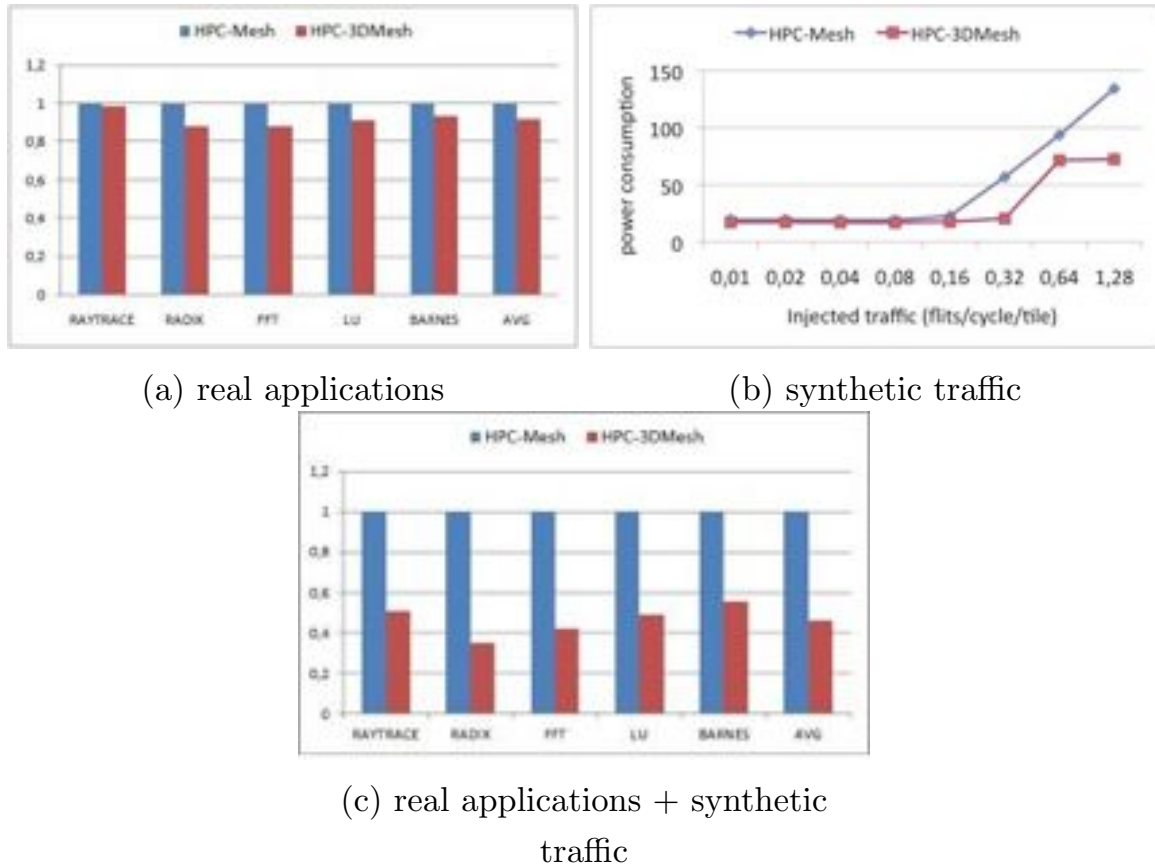 HPC-Mesh HPC-3DMesh
1,2
1
0,8
0,6
0,4
0,2
0
RAYTRACE RADIX FFT LU BARNES AVG
HPC-Mesh HPC-3DMesh
power consumption
150
100
50
0
0,01 0,02 0,04 0,08 0,16 0,32 0,64 1,28
Injected traffic (flits/cycle/tile)
(a) real applications
(b) synthetic traffic
HPC-Mesh HPC-3DMesh
1,2
1
0,8
0,6
0,4
0,2
0
RAYTRACE RADIX FFT LU BARNES AVG
(c) real applications + synthetic
traffic